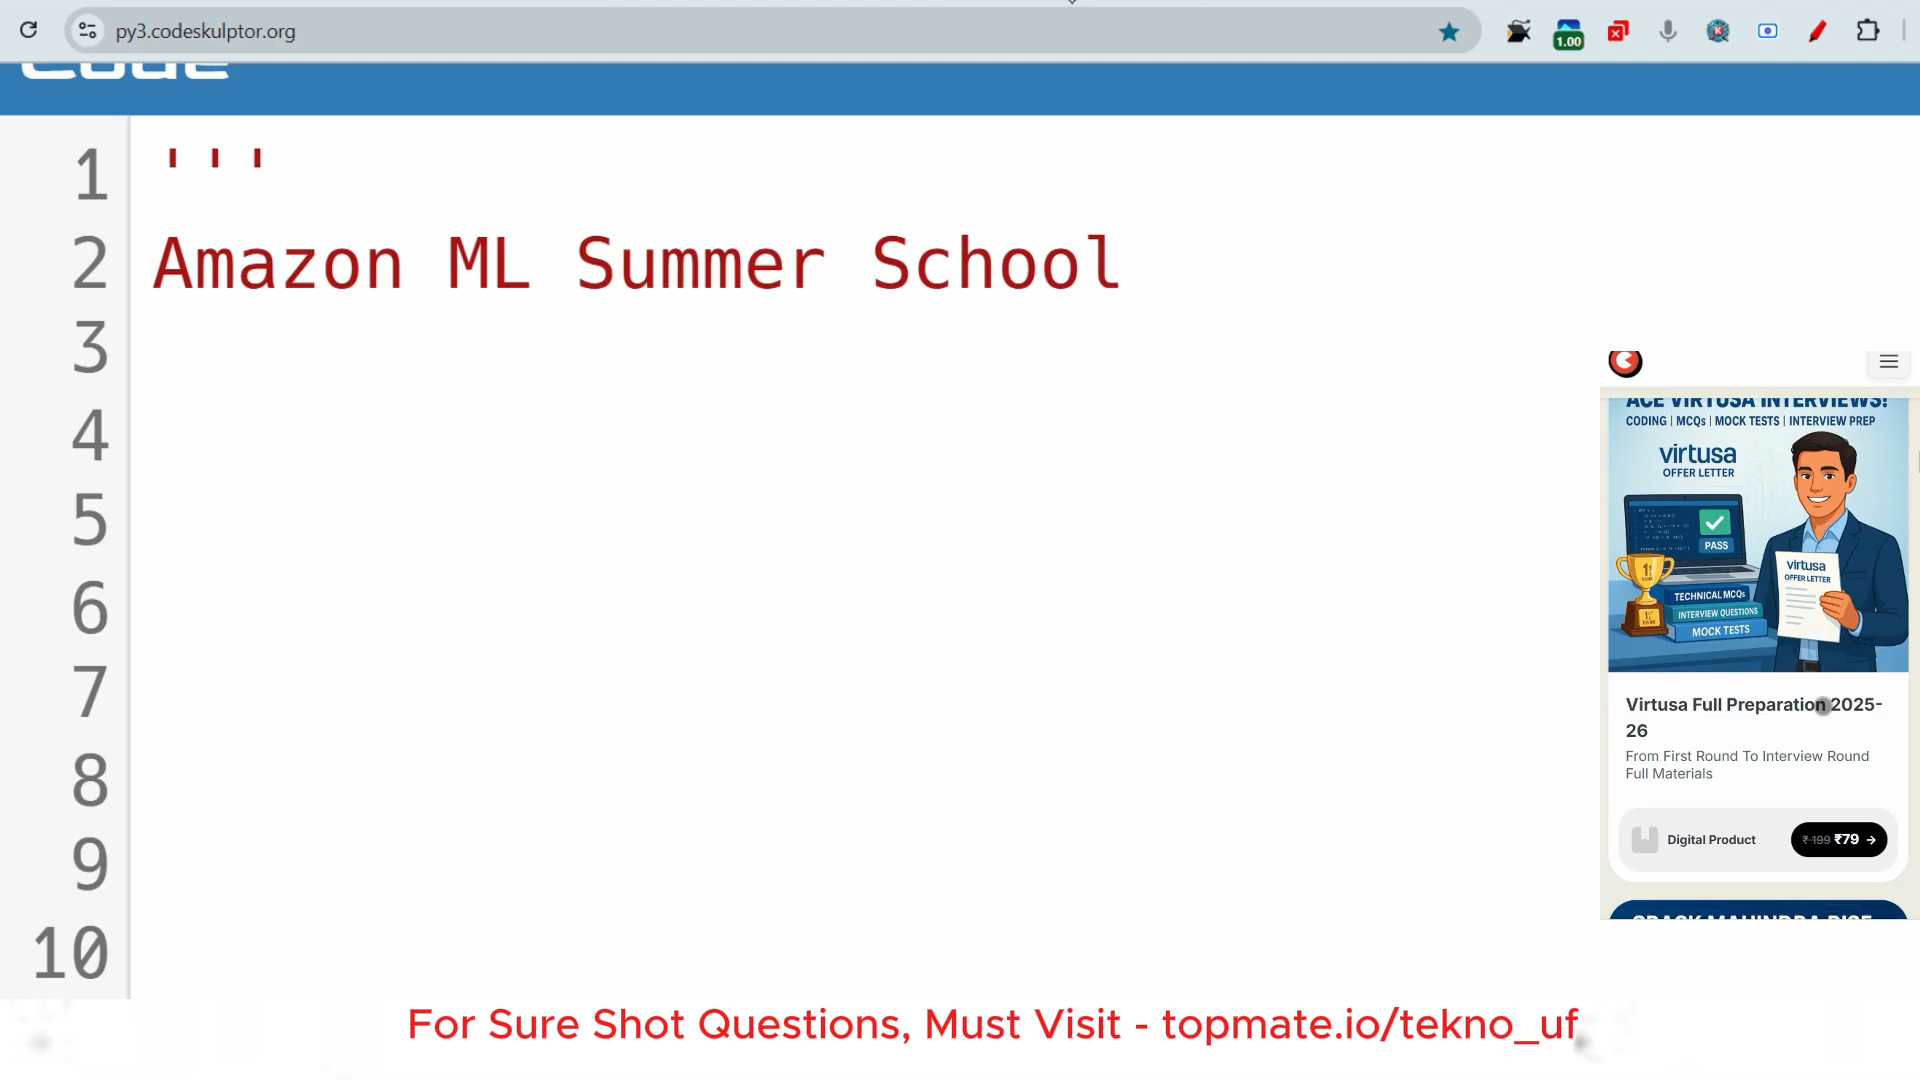 py3.codeskulptor.org
1.00
Code
1 '''
2 Amazon ML Summer School
3
4
5
6
7
8
9
10
ACE VIRTUSA INTERVIEWS!
CODING | MCQs | MOCK TESTS | INTERVIEW PREP
virtusa
OFFER LETTER
PASS
virtusa
OFFER LETTER
TECHNICAL MCQs
INTERVIEW QUESTIONS
MOCK TESTS
Virtusa Full Preparation 2025-
26
From First Round To Interview Round
Full Materials
Digital Product ₹ 199 ₹79 →
For Sure Shot Questions, Must Visit - topmate.io/tekno_uf